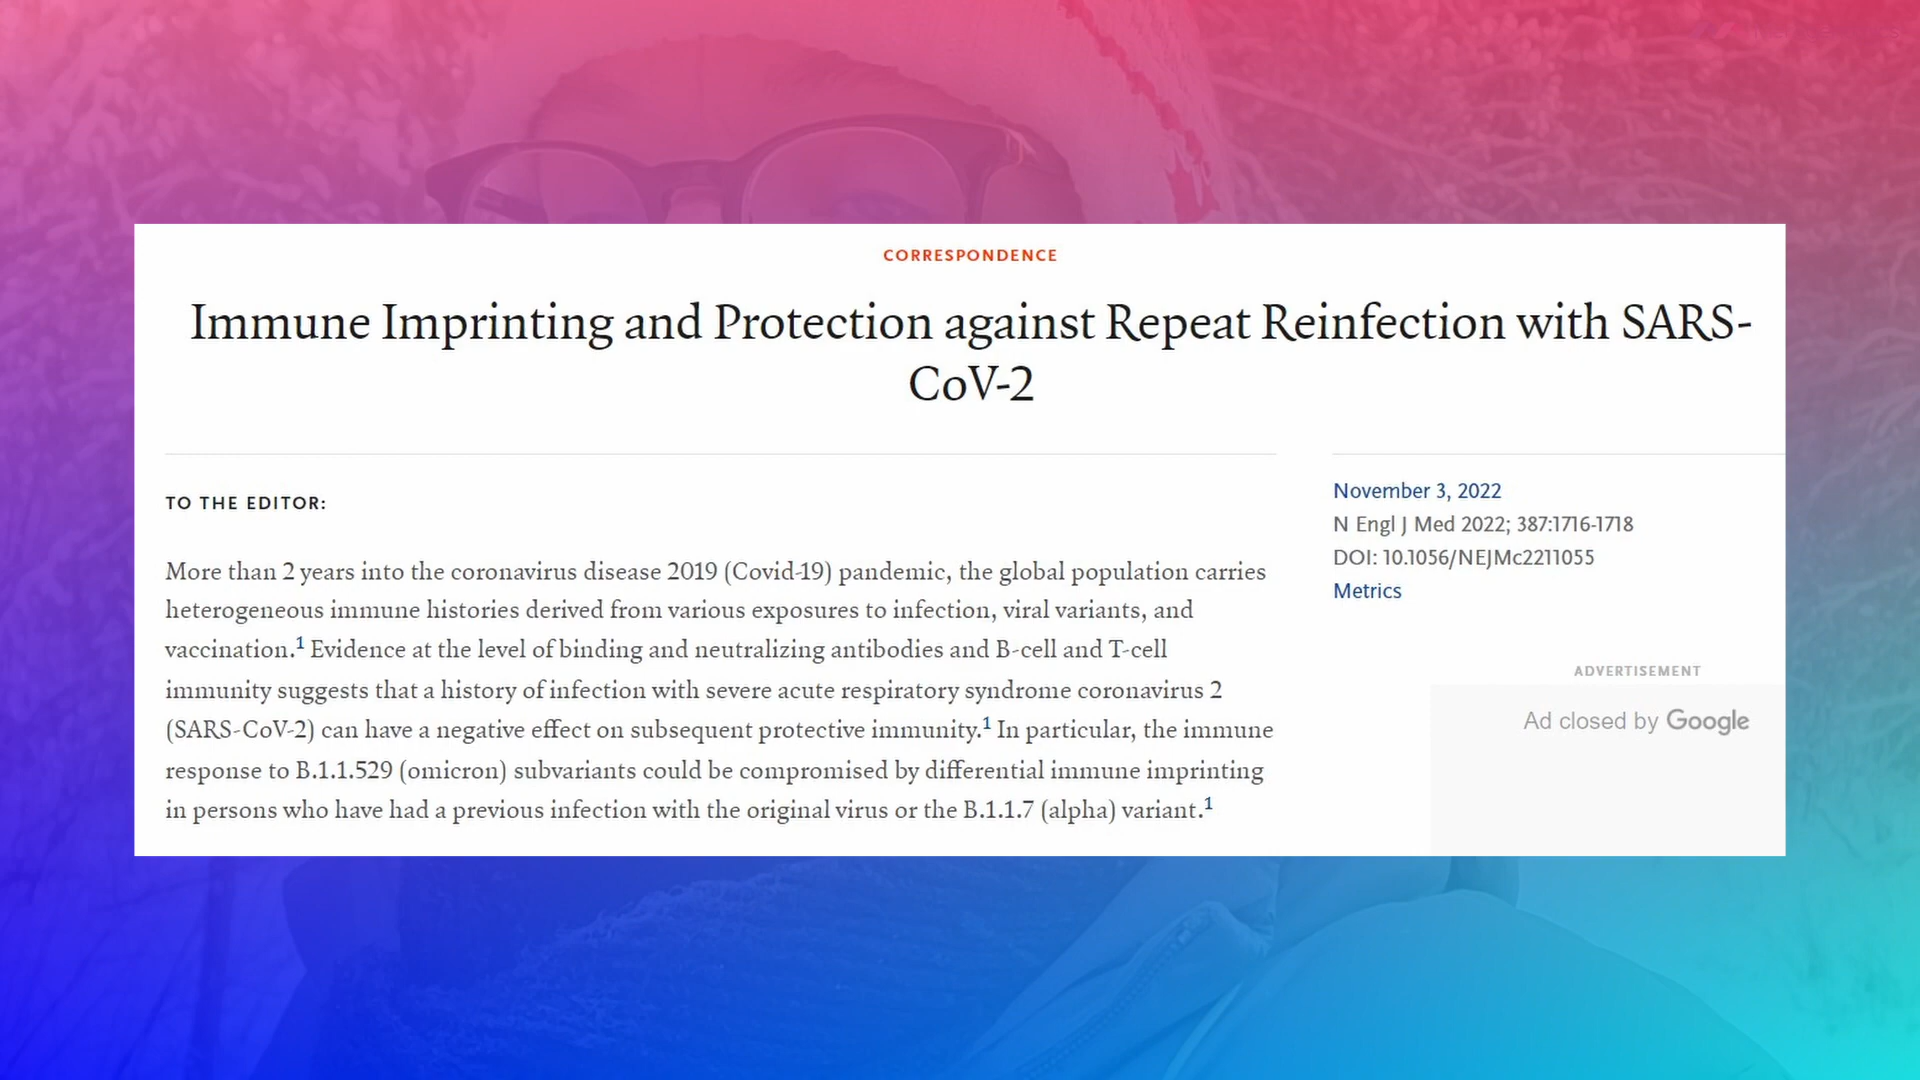 CORRESPONDENCE
Immune Imprinting and Protection against Repeat Reinfection with SARS-
CoV-2
TO THE EDITOR:
More than 2 years into the coronavirus disease 2019 (Covid-19) pandemic, the global population carries
heterogeneous immune histories derived from various exposures to infection, viral variants, and
vaccination.1 Evidence at the level of binding and neutralizing antibodies and B-cell and T-cell
immunity suggests that a history of infection with severe acute respiratory syndrome coronavirus 2
(SARS-CoV-2) can have a negative effect on subsequent protective immunity.1 In particular, the immune
response to B.1.1.529 (omicron) subvariants could be compromised by differential immune imprinting
in persons who have had a previous infection with the original virus or the B.1.1.7 (alpha) variant.1
November 3, 2022
N Engl J Med 2022; 387:1716-1718
DOI: 10.1056/NEJMc2211055
Metrics
ADVERTISEMENT
Ad closed by Google